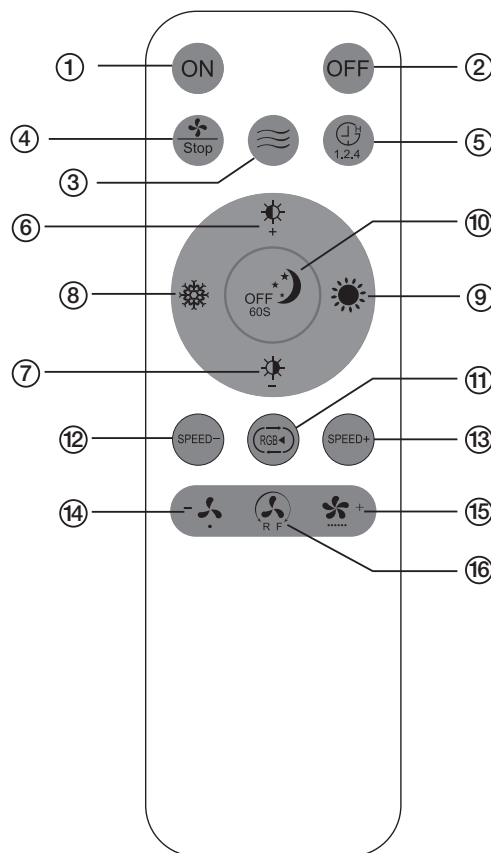 ① ON OFF ②
④ Stop H 1.2.4 ⑤
③
⑥ + ⑩
⑧ OFF 60S ⑨
⑦ − ⑪
⑫ SPEED− RGB SPEED+ ⑬
⑭ - + ⑮
R F
⑯